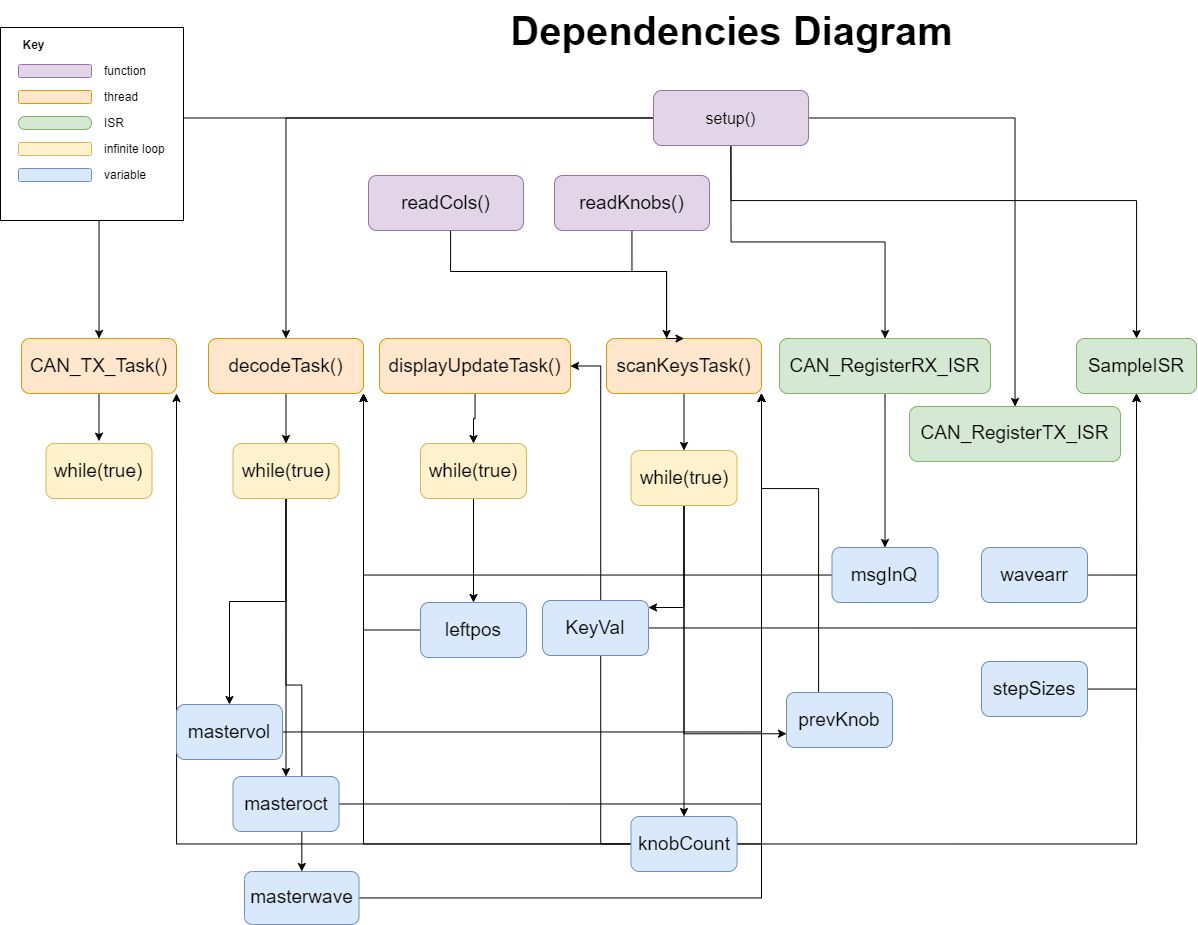 Dependencies Diagram
Key
function
thread
ISR
infinite loop
variable
setup()
readCols()
readKnobs()
CAN_TX_Task()
decodeTask()
displayUpdateTask()
scanKeysTask()
CAN_RegisterRX_ISR
SampleISR
CAN_RegisterTX_ISR
while(true)
while(true)
while(true)
while(true)
msgInQ
wavearr
leftpos
KeyVal
stepSizes
mastervol
prevKnob
masteroct
knobCount
masterwave